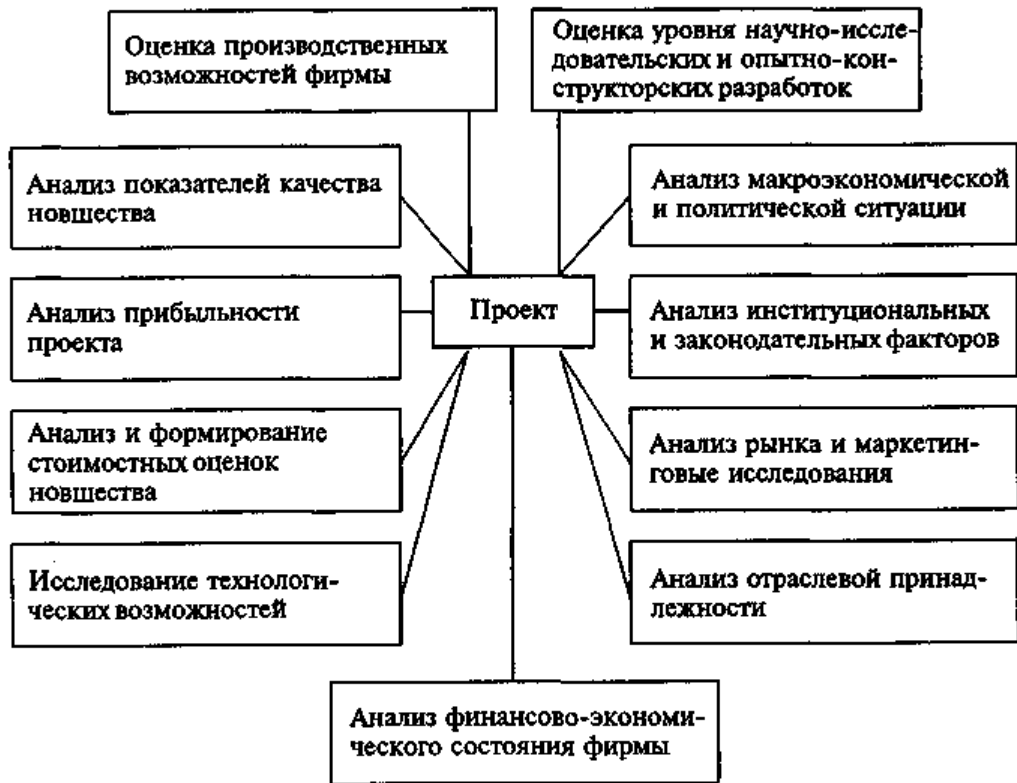 Оценка производственных
возможностей фирмы
Оценка уровня научно-иссле-
довательских и опытно-кон-
структорских разработок
Анализ показателей качества
новшества
Анализ макроэкономической
и политической ситуации
Анализ прибыльности
проекта
Проект
Анализ институциональных
и законодательных факторов
Анализ и формирование
стоимостных оценок
новшества
Анализ рынка и маркетин-
говые исследования
Исследование технологи-
ческих возможностей
Анализ отраслевой принад-
лежности
Анализ финансово-экономи-
ческого состояния фирмы